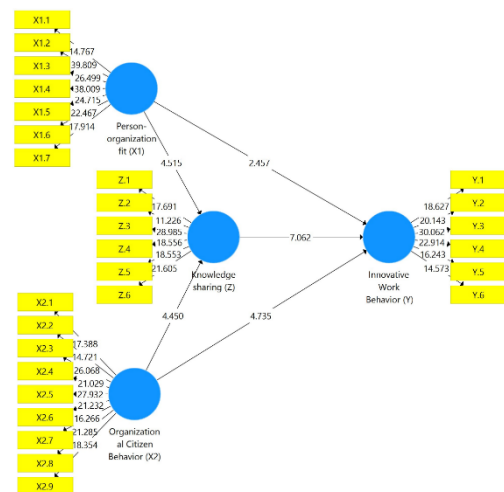 X1.1
X1.2
X1.3
X1.4
X1.5
X1.6
X1.7
14.767
39.809
26.499
38.009
24.715
22.467
17.914
Person-
organization
fit (X1)
4.515
2.457
Z.1
Z.2
Z.3
Z.4
Z.5
Z.6
17.691
11.226
28.985
18.556
18.553
21.605
Knowledge
sharing (Z)
7.062
Y.1
Y.2
Y.3
Y.4
Y.5
Y.6
18.627
20.143
30.062
22.914
16.243
14.573
Innovative
Work
Behavior (Y)
4.450
4.735
X2.1
X2.2
X2.3
X2.4
X2.5
X2.6
X2.7
X2.8
X2.9
17.388
14.721
26.068
21.029
27.932
21.232
16.266
21.285
18.354
Organization
al Citizen
Behavior (X2)